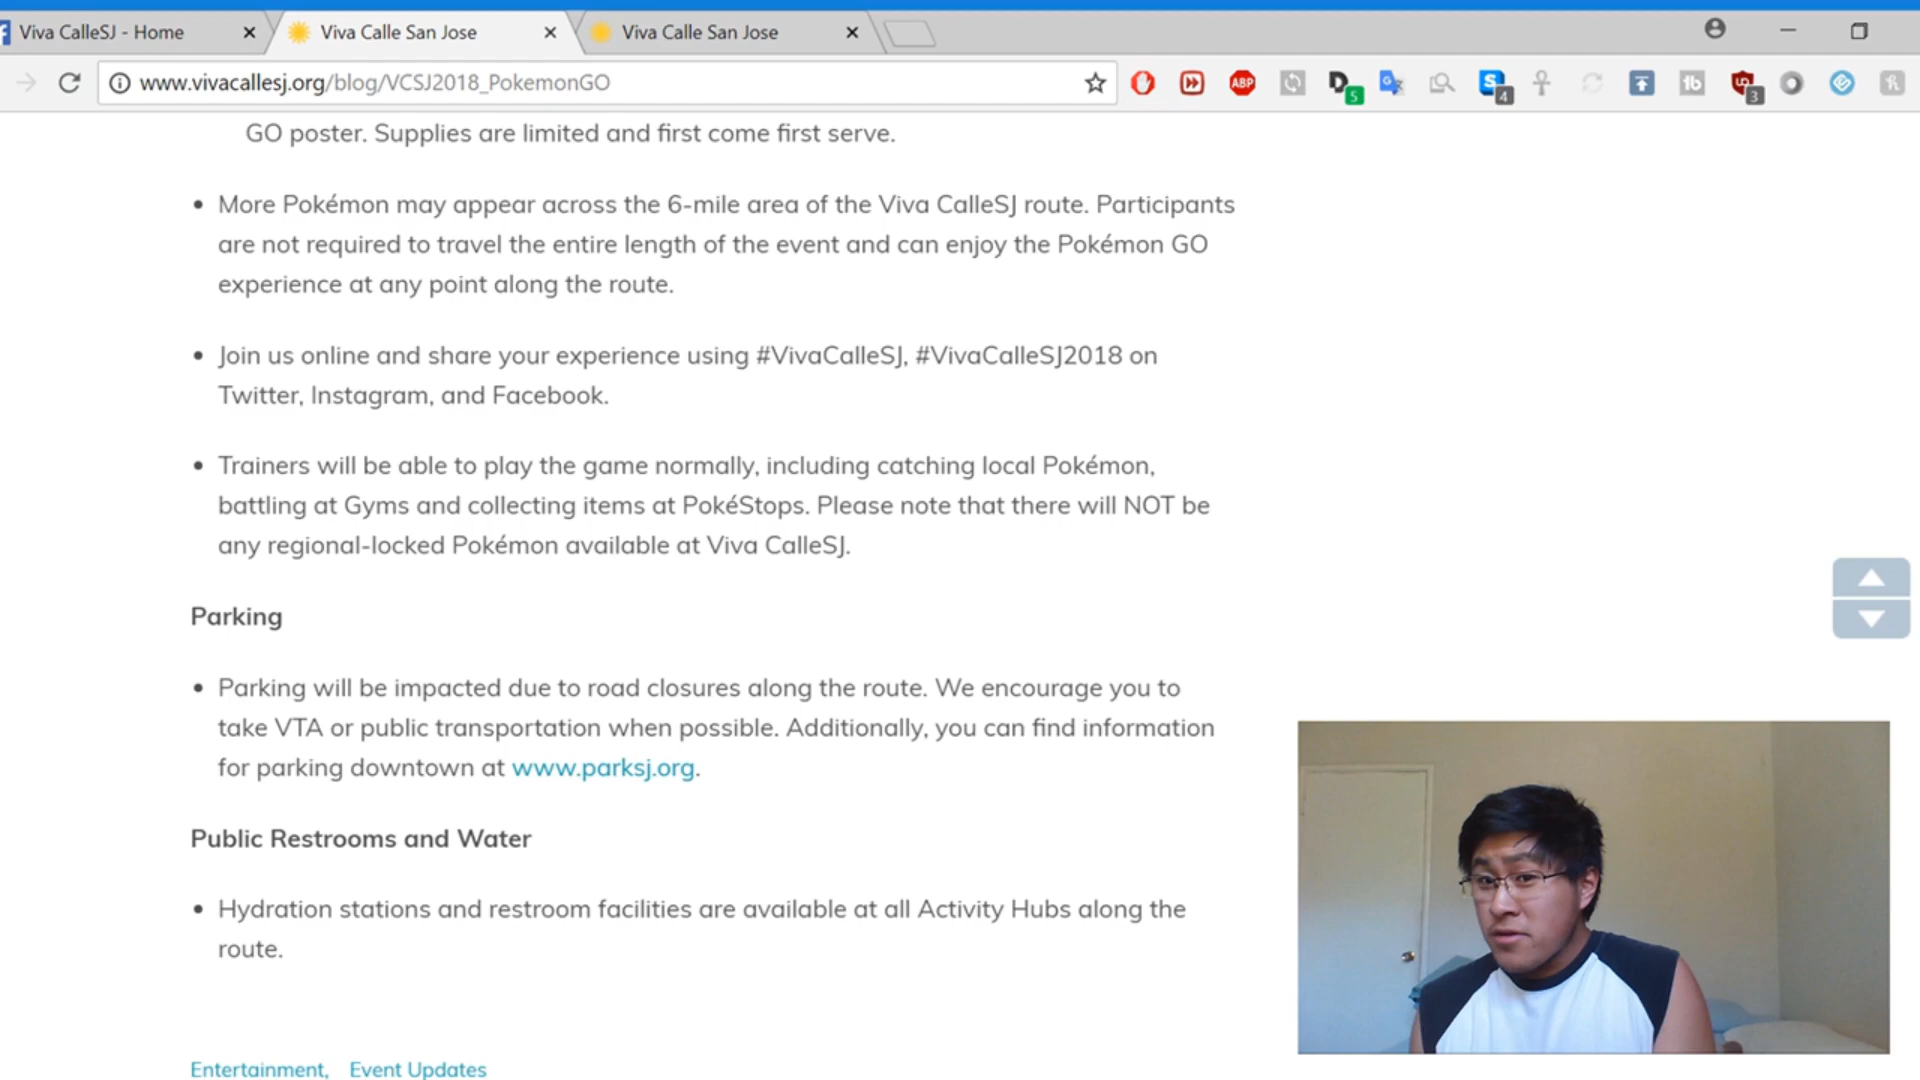 Viva CalleSJ - Home
Viva Calle San Jose
Viva Calle San Jose
www.vivacallesj.org/blog/VCSJ2018_PokemonGO
ABP
D
5
G
S
4
1b
3
GO poster. Supplies are limited and first come first serve.
More Pokémon may appear across the 6-mile area of the Viva CalleSJ route. Participants
are not required to travel the entire length of the event and can enjoy the Pokémon GO
experience at any point along the route.
Join us online and share your experience using #VivaCalleSJ, #VivaCalleSJ2018 on
Twitter, Instagram, and Facebook.
Trainers will be able to play the game normally, including catching local Pokémon,
battling at Gyms and collecting items at PokéStops. Please note that there will NOT be
any regional-locked Pokémon available at Viva CalleSJ.
Parking
Parking will be impacted due to road closures along the route. We encourage you to
take VTA or public transportation when possible. Additionally, you can find information
for parking downtown at www.parksj.org.
Public Restrooms and Water
Hydration stations and restroom facilities are available at all Activity Hubs along the
route.
Entertainment, Event Updates